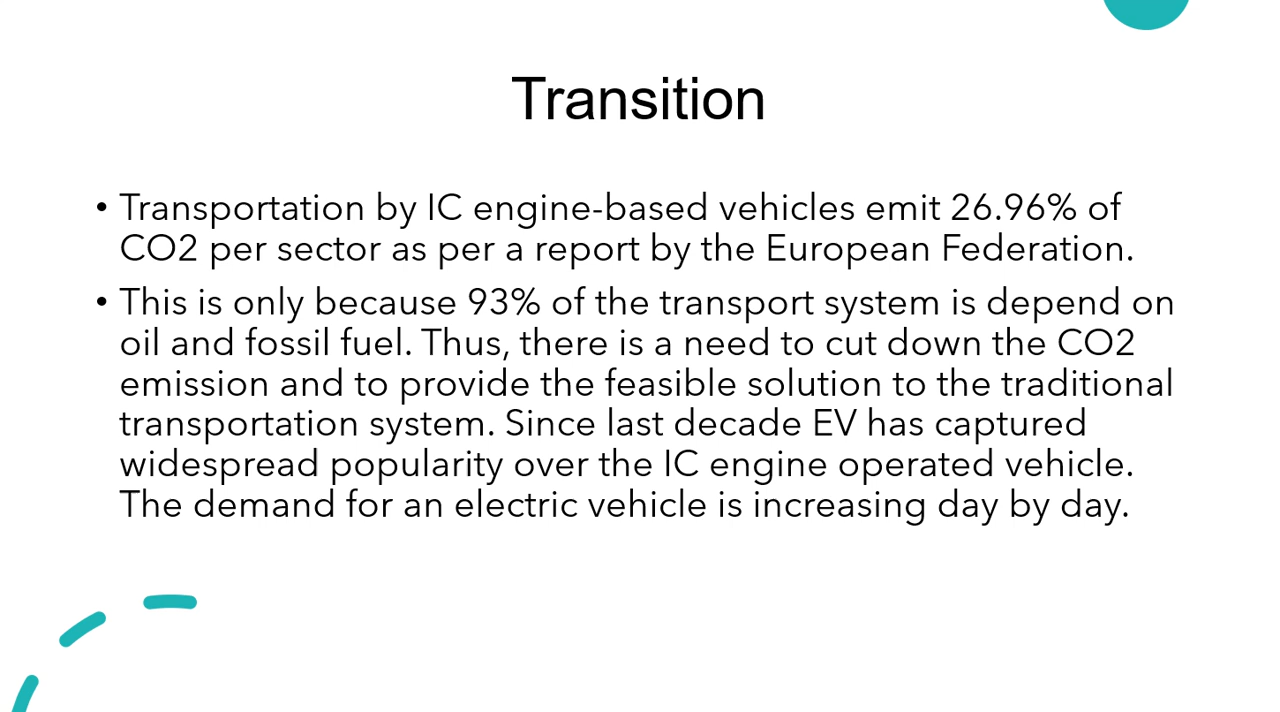 Transition
• Transportation by IC engine-based vehicles emit 26.96% of
CO2 per sector as per a report by the European Federation.
• This is only because 93% of the transport system is depend on
oil and fossil fuel. Thus, there is a need to cut down the CO2
emission and to provide the feasible solution to the traditional
transportation system. Since last decade EV has captured
widespread popularity over the IC engine operated vehicle.
The demand for an electric vehicle is increasing day by day.